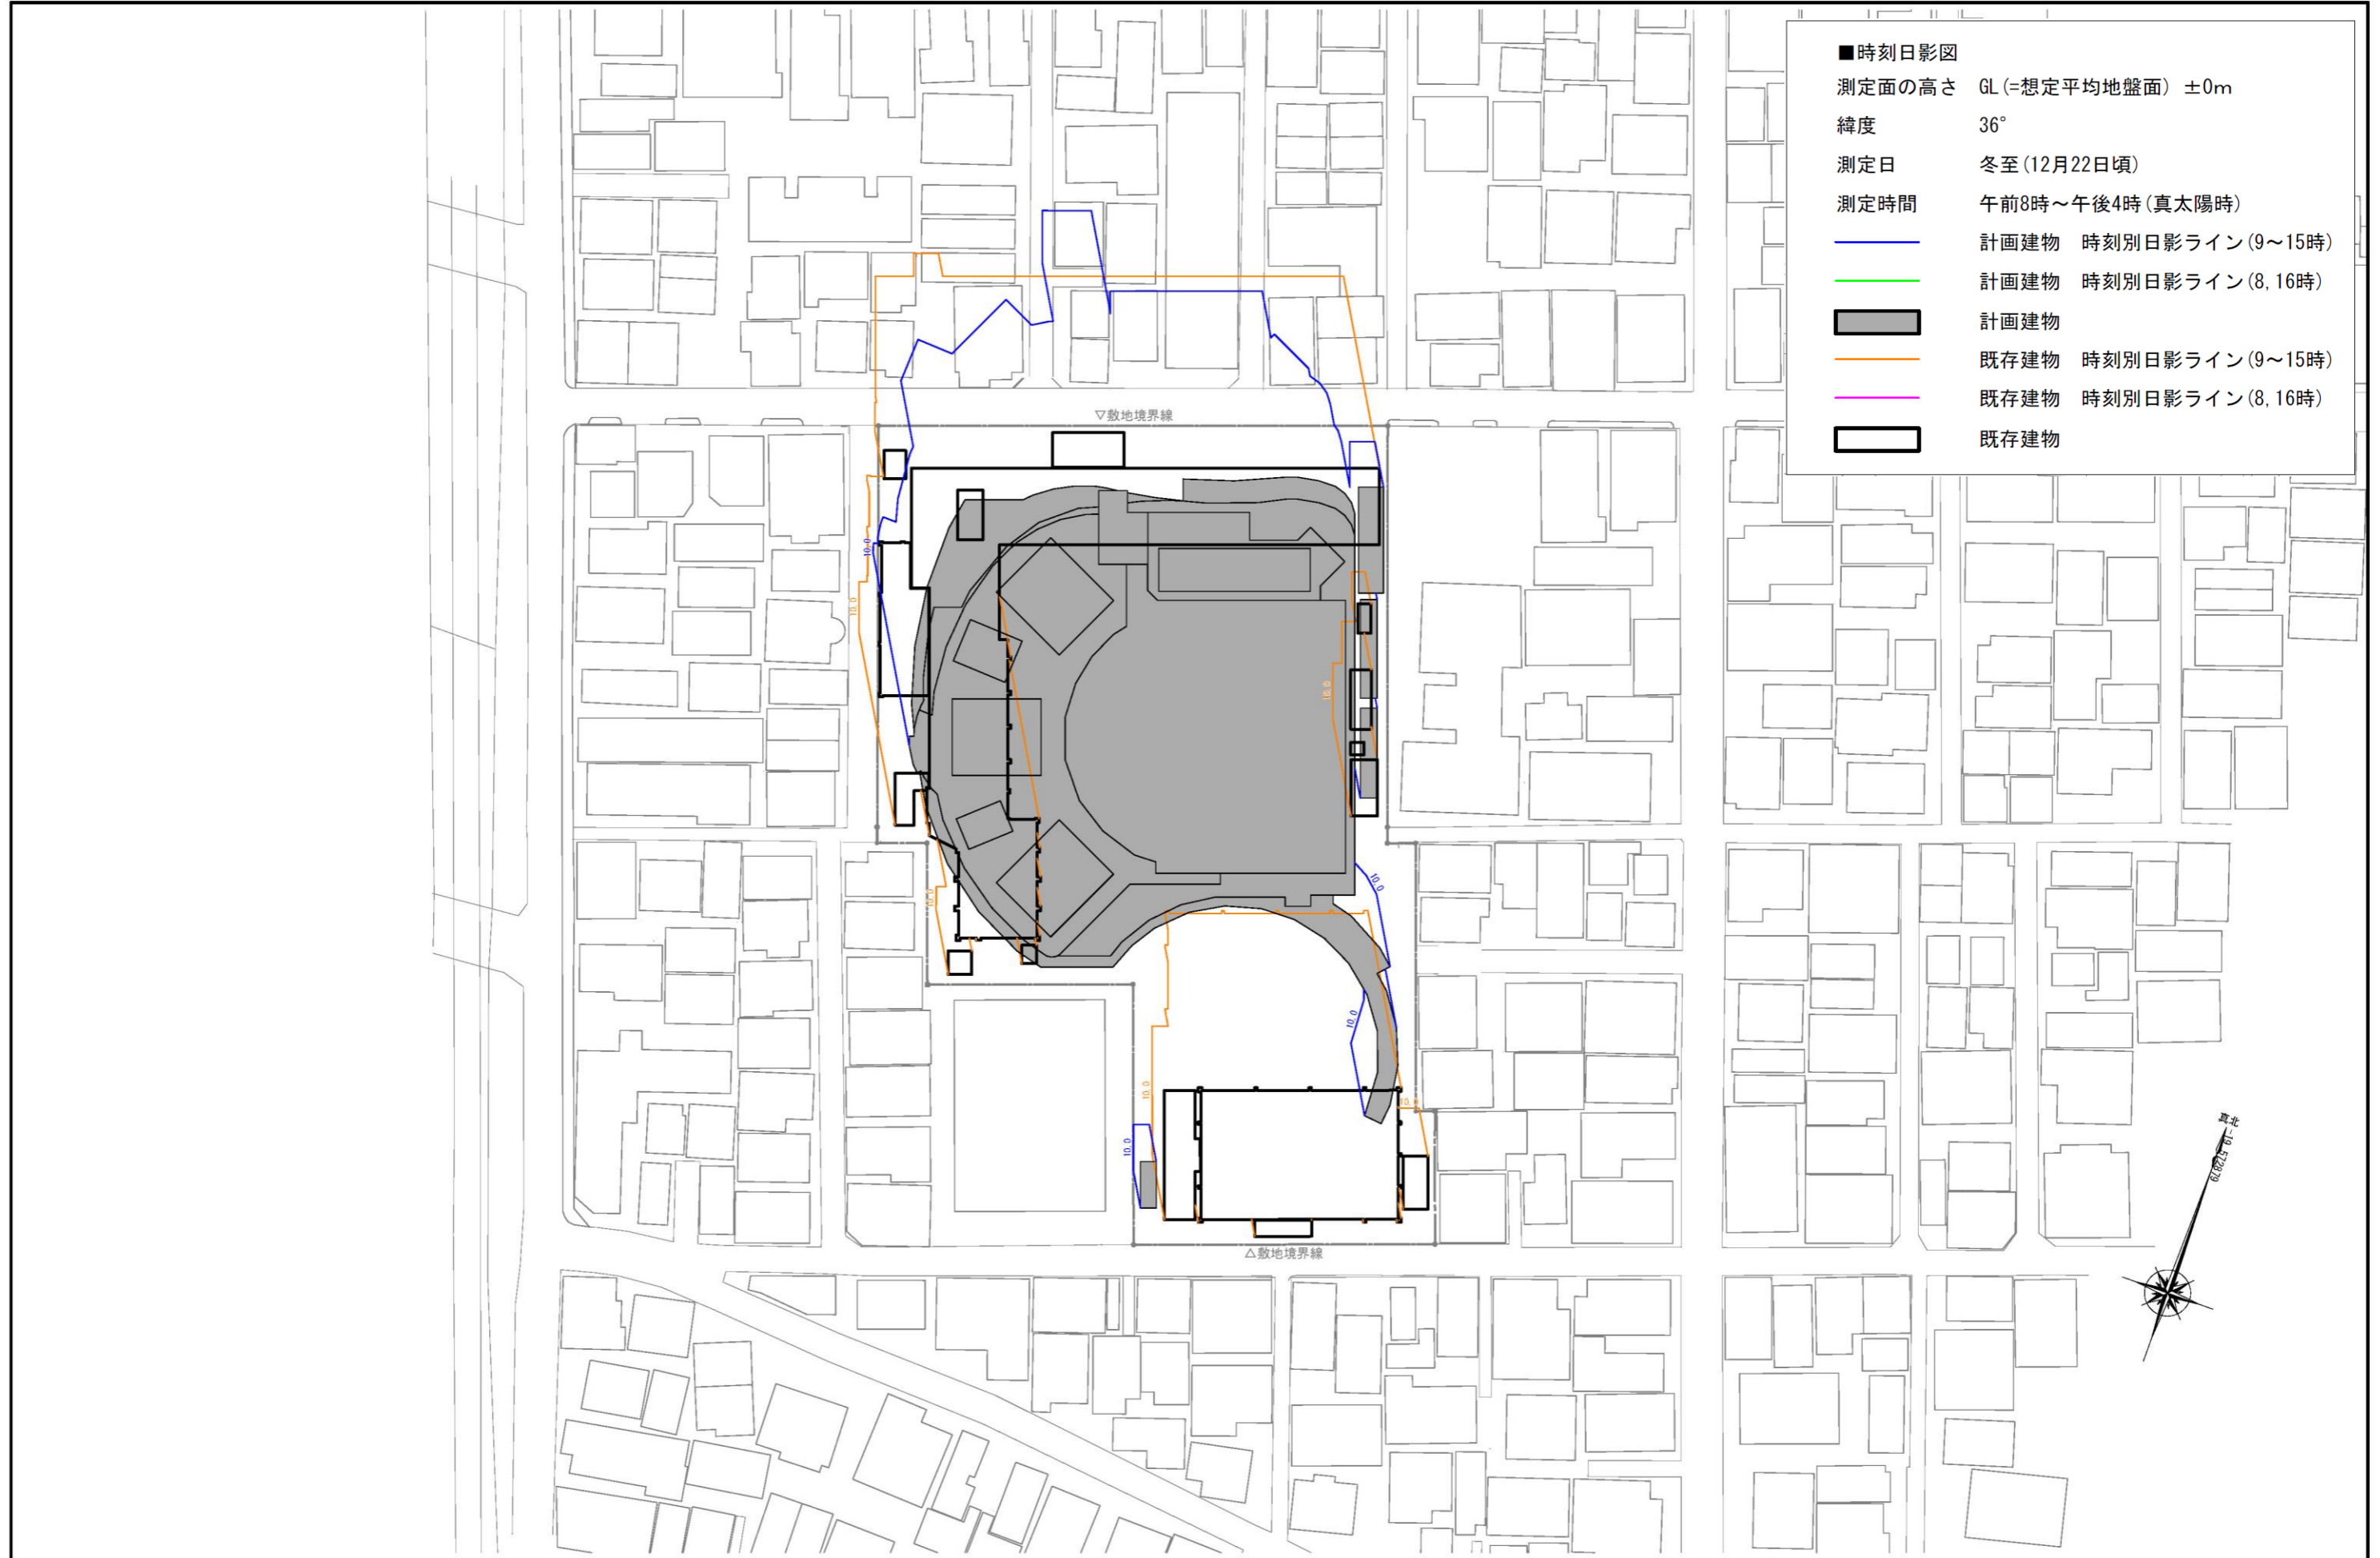 ■時刻日影図
測定面の高さ GL(=想定平均地盤面) ±0m
緯度 36°
測定日 冬至(12月22日頃)
測定時間 午前8時～午後4時(真太陽時)
計画建物 時刻別日影ライン(9～15時)
計画建物 時刻別日影ライン(8,16時)
計画建物
既存建物 時刻別日影ライン(9～15時)
既存建物 時刻別日影ライン(8,16時)
既存建物
▽敷地境界線
10.0
10.0
10.0
10.0
10.0
10.0
10.0
10.0
10.0
△敷地境界線
真北